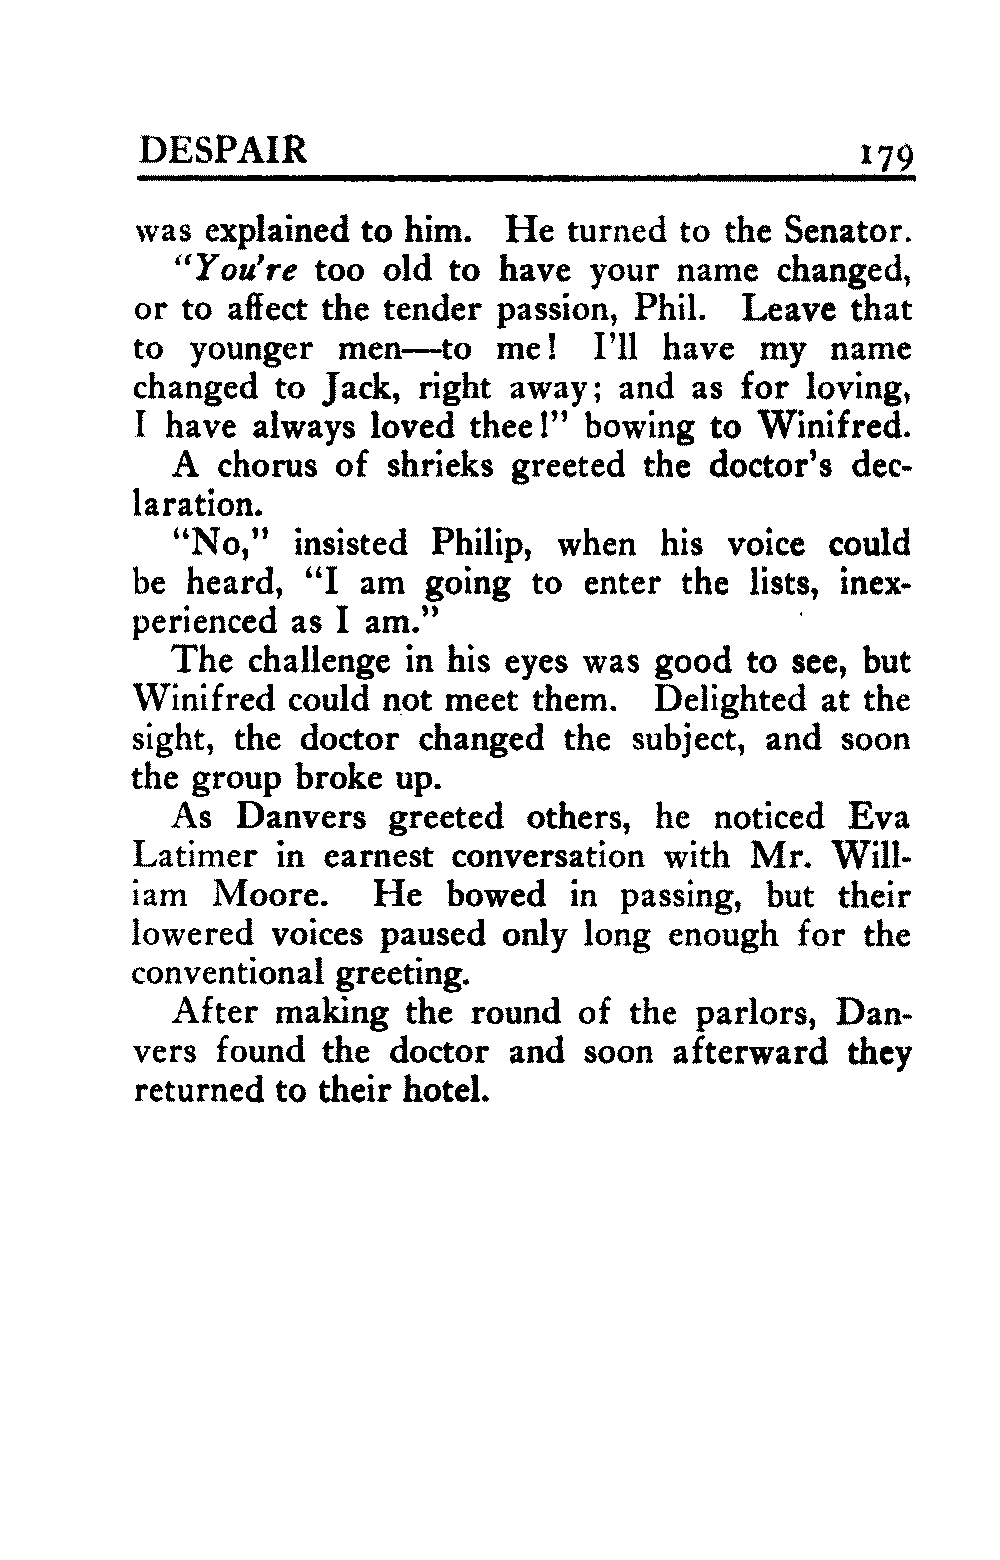 DESPAIR 179
was explained to him. He turned to the Senator.
"You're too old to have your name changed,
or to affect the tender passion, Phil. Leave that
to younger men—to me! I'll have my name
changed to Jack, right away; and as for loving,
I have always loved thee!" bowing to Winifred.
A chorus of shrieks greeted the doctor's dec-
laration.
"No," insisted Philip, when his voice could
be heard, "I am going to enter the lists, inex-
perienced as I am."
The challenge in his eyes was good to see, but
Winifred could not meet them. Delighted at the
sight, the doctor changed the subject, and soon
the group broke up.
As Danvers greeted others, he noticed Eva
Latimer in earnest conversation with Mr. Will-
iam Moore. He bowed in passing, but their
lowered voices paused only long enough for the
conventional greeting.
After making the round of the parlors, Dan-
vers found the doctor and soon afterward they
returned to their hotel.